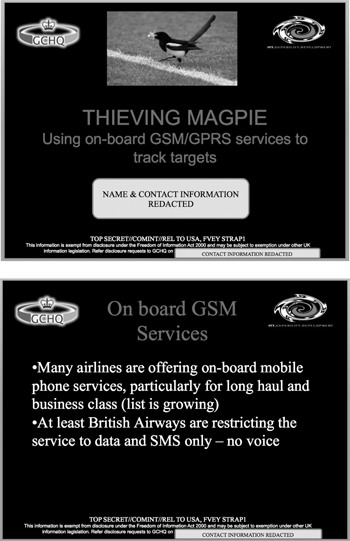 GCHQ
THIEVING MAGPIE
Using on-board GSM/GPRS services to
track targets
NAME & CONTACT INFORMATION
REDACTED
TOP SECRET//COMINT//REL TO USA, FVEY STRAP1
This information is exempt from disclosure under the Freedom of Information Act 2000 and may be subject to exemption under other UK
information legislation. Refer disclosure requests to GCHQ on
CONTACT INFORMATION REDACTED
GCHQ
On board GSM
Services
•Many airlines are offering on-board mobile
phone services, particularly for long haul and
business class (list is growing)
•At least British Airways are restricting the
service to data and SMS only – no voice
TOP SECRET//COMINT//REL TO USA, FVEY STRAP1
This information is exempt from disclosure under the Freedom of Information Act 2000 and may be subject to exemption under other UK
information legislation. Refer disclosure requests to GCHQ on
CONTACT INFORMATION REDACTED